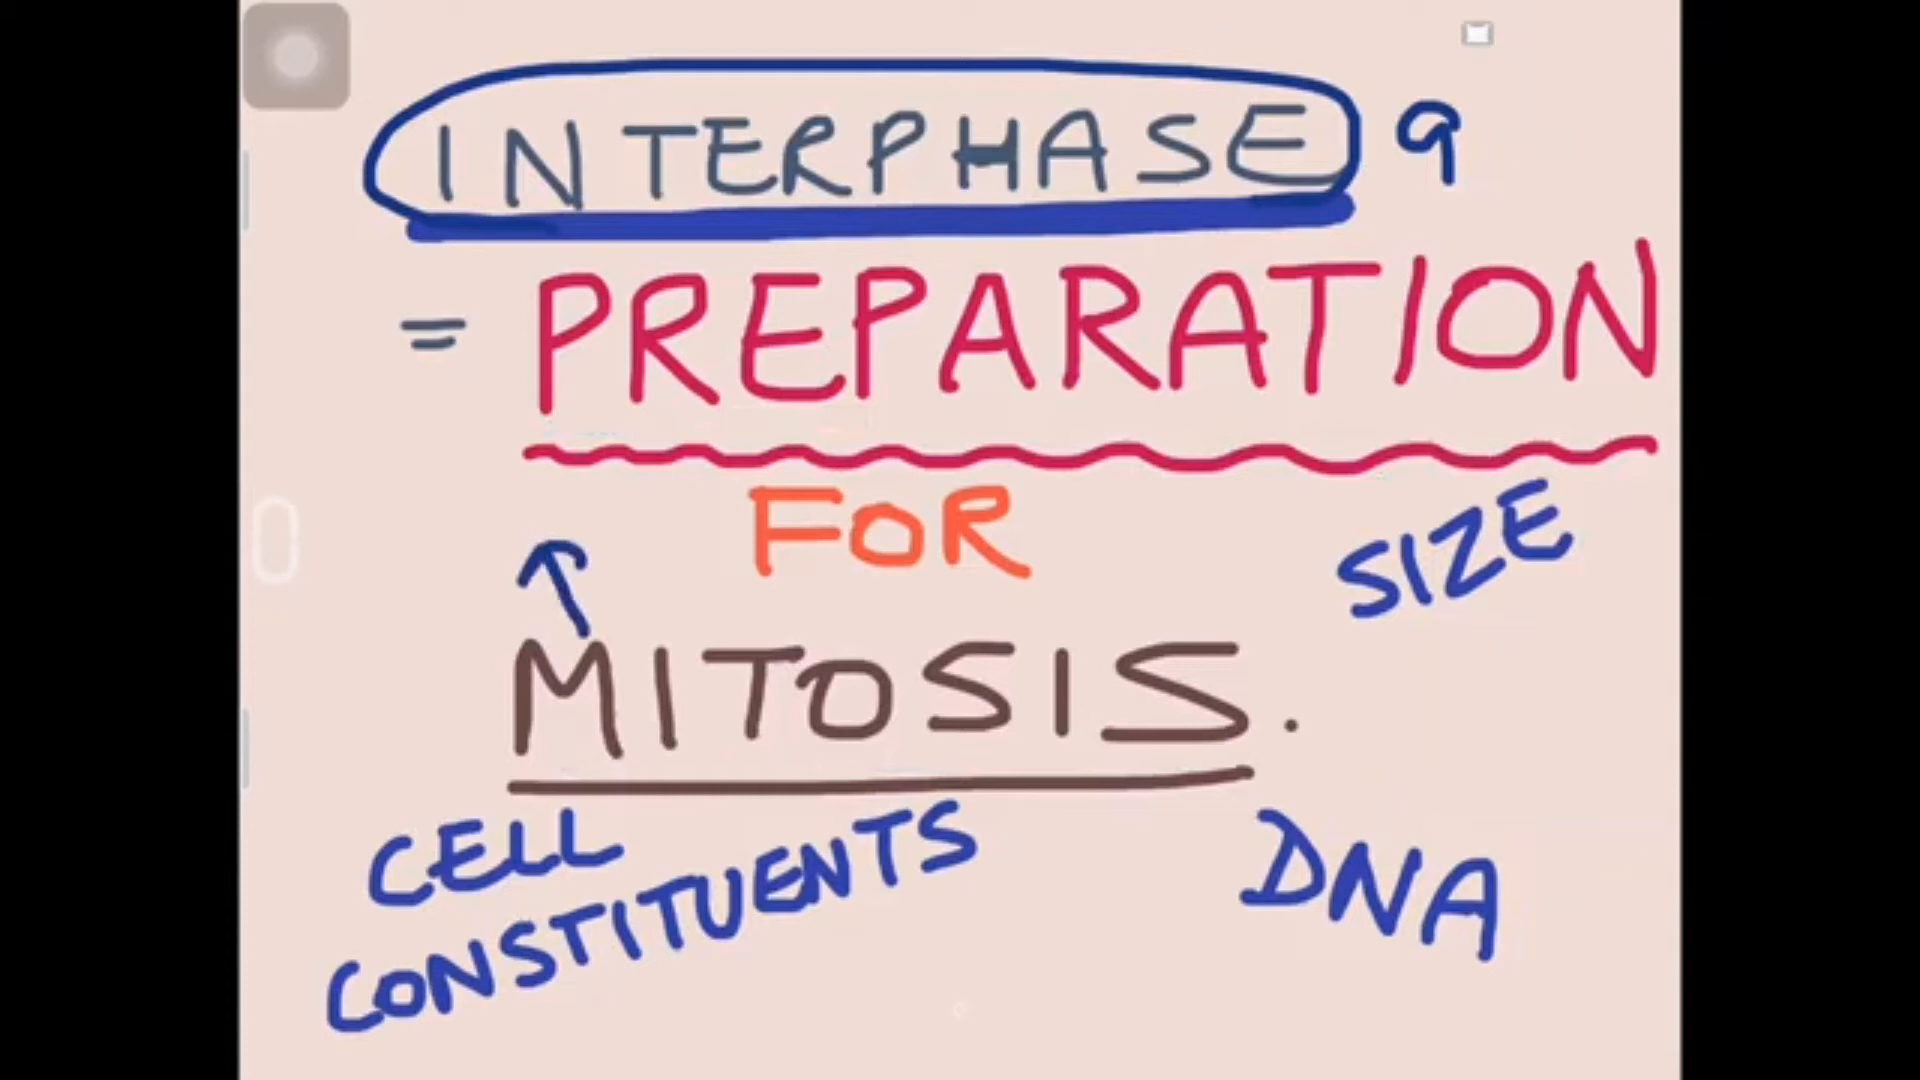 INTERPHASE 9
= PREPARATION
FOR
SIZE
MITOSIS.
CELL
CONSTITUENTS
DNA